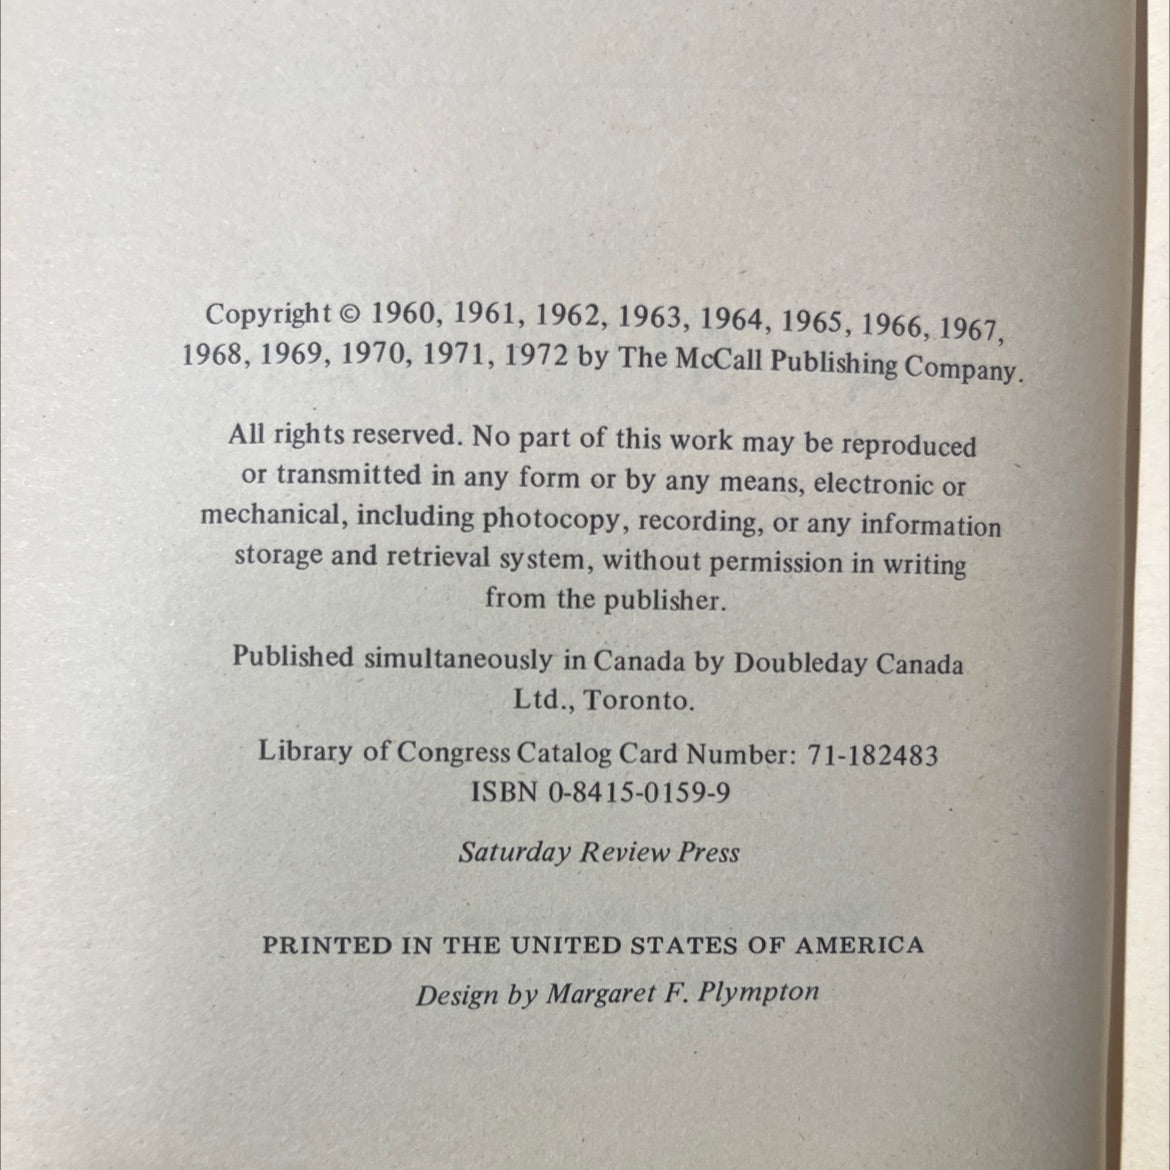 Copyright © 1960, 1961, 1962, 1963, 1964, 1965, 1966, 1967,
1968, 1969, 1970, 1971, 1972 by The McCall Publishing Company.
All rights reserved. No part of this work may be reproduced
or transmitted in any form or by any means, electronic or
mechanical, including photocopy, recording, or any information
storage and retrieval system, without permission in writing
from the publisher.
Published simultaneously in Canada by Doubleday Canada
Ltd., Toronto.
Library of Congress Catalog Card Number: 71-182483
ISBN 0-8415-0159-9
Saturday Review Press
PRINTED IN THE UNITED STATES OF AMERICA
Design by Margaret F. Plympton